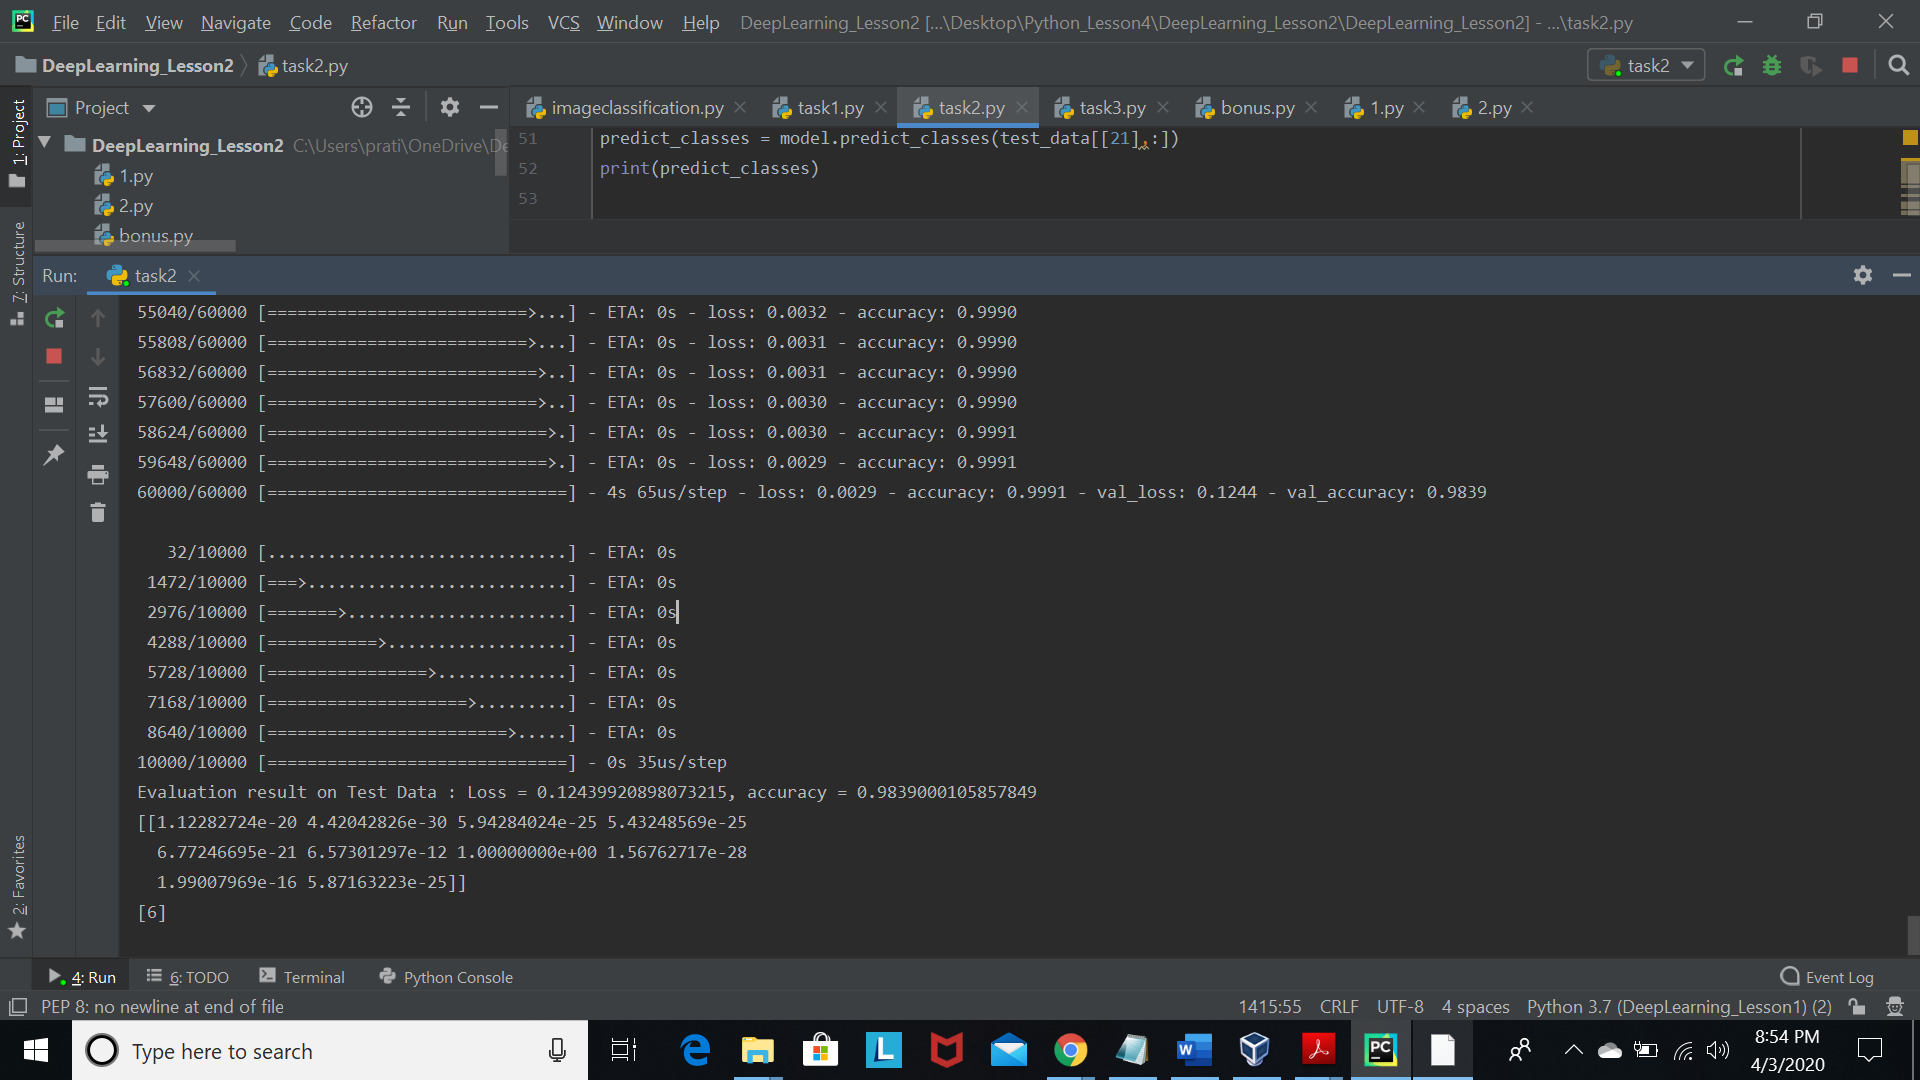 File Edit View Navigate Code Refactor Run Tools VCS Window Help DeepLearning_Lesson2 [...\Desktop\Python_Lesson4\DeepLearning_Lesson2\DeepLearning_Lesson2] - ...\task2.py
DeepLearning_Lesson2 task2.py task2
1: Project
Project
imageclassification.py task1.py task2.py task3.py bonus.py 1.py 2.py
DeepLearning_Lesson2 C:\Users\prati\OneDrive\De
1.py
2.py
bonus.py
51 predict_classes = model.predict_classes(test_data[[21],:])
52 print(predict_classes)
53
7: Structure
Run: task2
55040/60000 [==========================>...] - ETA: 0s - loss: 0.0032 - accuracy: 0.9990
55808/60000 [==========================>...] - ETA: 0s - loss: 0.0031 - accuracy: 0.9990
56832/60000 [===========================>..] - ETA: 0s - loss: 0.0031 - accuracy: 0.9990
57600/60000 [===========================>..] - ETA: 0s - loss: 0.0030 - accuracy: 0.9990
58624/60000 [============================>.] - ETA: 0s - loss: 0.0030 - accuracy: 0.9991
59648/60000 [============================>.] - ETA: 0s - loss: 0.0029 - accuracy: 0.9991
60000/60000 [==============================] - 4s 65us/step - loss: 0.0029 - accuracy: 0.9991 - val_loss: 0.1244 - val_accuracy: 0.9839
32/10000 [..............................] - ETA: 0s
1472/10000 [===>..........................] - ETA: 0s
2976/10000 [=======>......................] - ETA: 0s
4288/10000 [===========>..................] - ETA: 0s
5728/10000 [================>.............] - ETA: 0s
7168/10000 [====================>.........] - ETA: 0s
8640/10000 [========================>.....] - ETA: 0s
10000/10000 [==============================] - 0s 35us/step
Evaluation result on Test Data : Loss = 0.12439920898073215, accuracy = 0.9839000105857849
[[1.12282724e-20 4.42042826e-30 5.94284024e-25 5.43248569e-25
6.77246695e-21 6.57301297e-12 1.00000000e+00 1.56762717e-28
1.99007969e-16 5.87163223e-25]]
[6]
2: Favorites
4: Run 6: TODO Terminal Python Console Event Log
PEP 8: no newline at end of file 1415:55 CRLF UTF-8 4 spaces Python 3.7 (DeepLearning_Lesson1) (2)
Type here to search
8:54 PM
4/3/2020